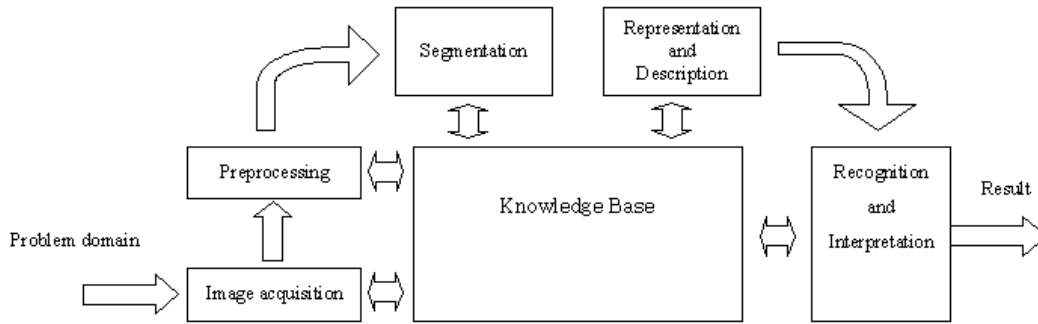 Segmentation
Representation
and
Description
Preprocessing
Knowledge Base
Recognition
and
Interpretation
Result
Problem domain
Image acquisition